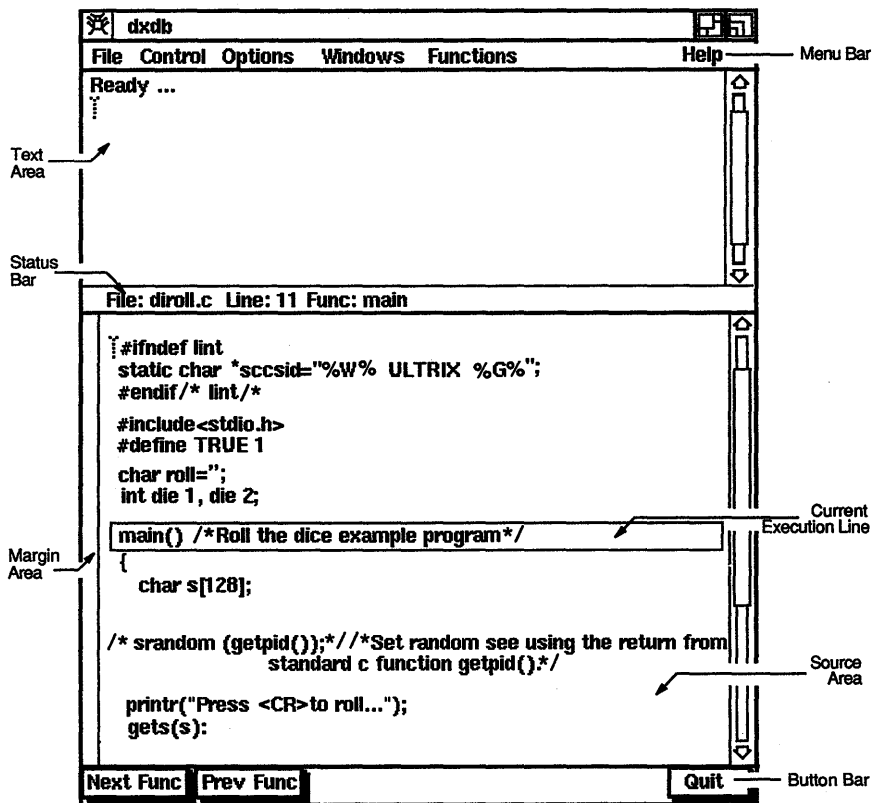 dxdb
File Control Options Windows Functions Help
Menu Bar
Ready ...
Text
Area
Status
Bar
File: diroll.c Line: 11 Func: main
#ifndef lint
static char *sccsid="%W% ULTRIX %G%";
#endif/* lint/*
#include<stdio.h>
#define TRUE 1
char roll=";
int die 1, die 2;
Current
Execution Line
main() /*Roll the dice example program*/
Margin
Area
{
char s[128];
/* srandom (getpid());*//*Set random see using the return from
standard c function getpid().*/
Source
Area
printr("Press <CR>to roll...");
gets(s):
Next Func Prev Func Quit
Button Bar